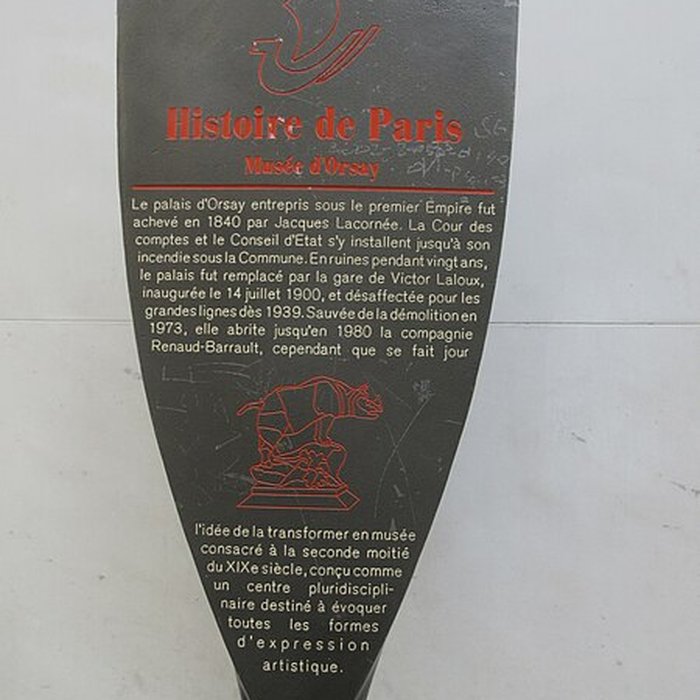 Histoire de Paris
Musée d'Orsay
Le palais d'Orsay entrepris sous le premier Empire fut
achevé en 1840 par Jacques Lacornée. La Cour des
comptes et le Conseil d'Etat s'y installent jusqu'à son
incendie sous la Commune. En ruines pendant vingt ans,
le palais fut remplacé par la gare de Victor Laloux,
inaugurée le 14 juillet 1900, et désaffectée pour les
grandes lignes dès 1939. Sauvée de la démolition en
1973, elle abrite jusqu'en 1980 la compagnie
Renaud-Barrault, cependant que se fait jour
l'idée de la transformer en musée
consacré à la seconde moitié
du XIXe siècle, conçu comme
un centre pluridiscipli-
naire destiné à évoquer
toutes les formes
d'expression
artistique.